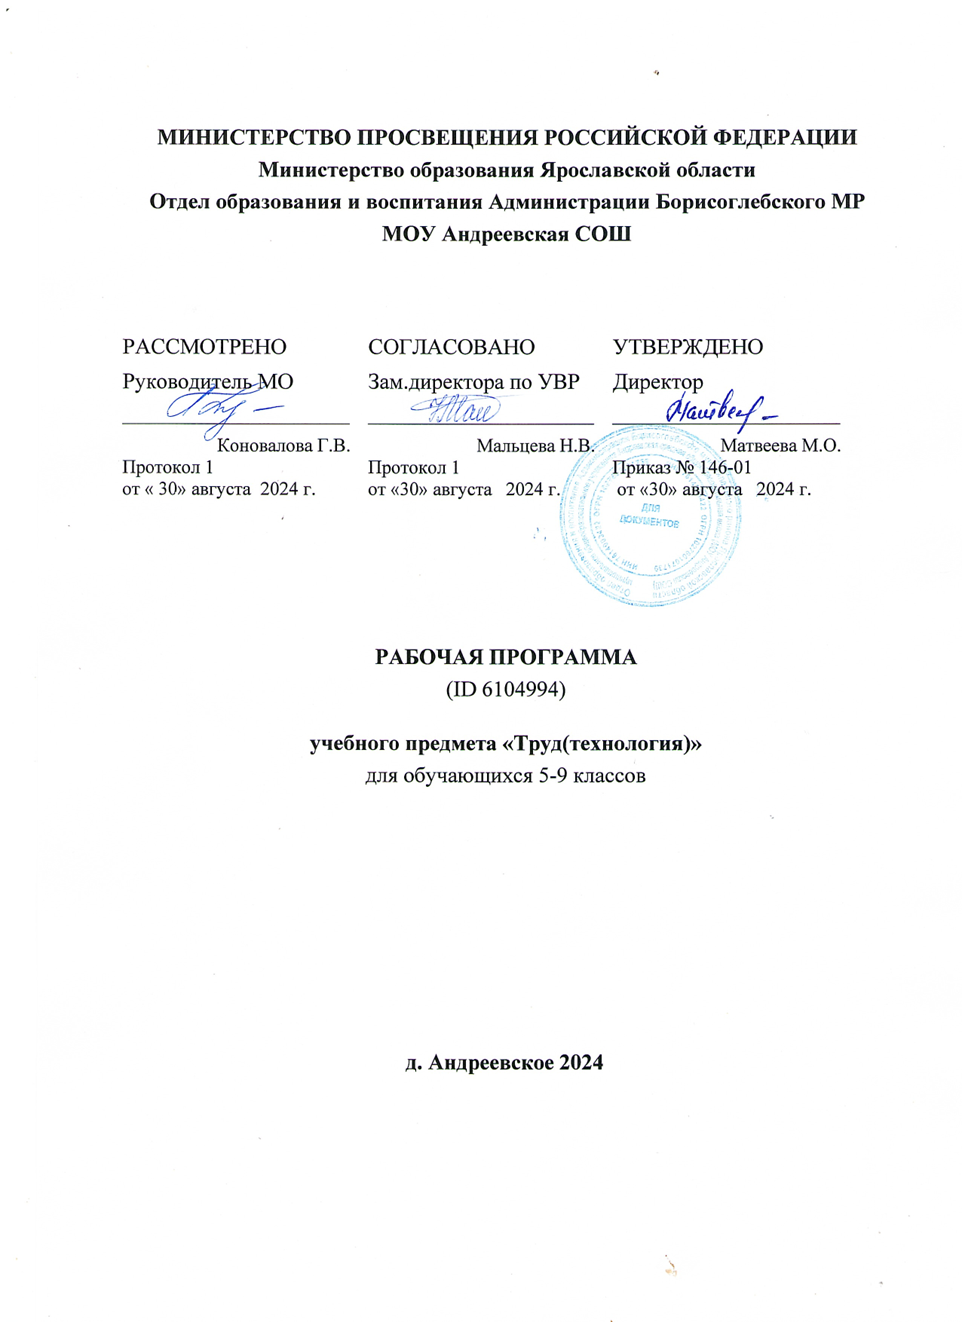 МИНИСТЕРСТВО ПРОСВЕЩЕНИЯ РОССИЙСКОЙ ФЕДЕРАЦИИ
Министерство образования Ярославской области
Отдел образования и воспитания Администрации Борисоглебского МР
МОУ Андреевская СОШ
РАССМОТРЕНО
Руководитель МО
Коновалова Г.В.
Протокол 1
от « 30» августа 2024 г.
СОГЛАСОВАНО
Зам.директора по УВР
Мальцева Н.В.
Протокол 1
от «30» августа 2024 г.
УТВЕРЖДЕНО
Директор
Матвеева М.О.
Приказ № 146-01
от «30» августа 2024 г.
ДЛЯ
ДОКУМЕНТОВ
РАБОЧАЯ ПРОГРАММА
(ID 6104994)
учебного предмета «Труд(технология)»
для обучающихся 5-9 классов
д. Андреевское 2024